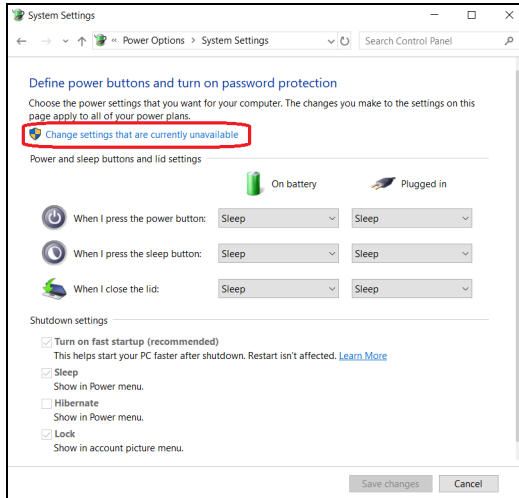 System Settings
« Power Options > System Settings
Search Control Panel
Define power buttons and turn on password protection
Choose the power settings that you want for your computer. The changes you make to the settings on this
page apply to all of your power plans.
Change settings that are currently unavailable
Power and sleep buttons and lid settings
On battery Plugged in
When I press the power button: Sleep Sleep
When I press the sleep button: Sleep Sleep
When I close the lid: Sleep Sleep
Shutdown settings
Turn on fast startup (recommended)
This helps start your PC faster after shutdown. Restart isn't affected. Learn More
Sleep
Show in Power menu.
Hibernate
Show in Power menu.
Lock
Show in account picture menu.
Save changes Cancel